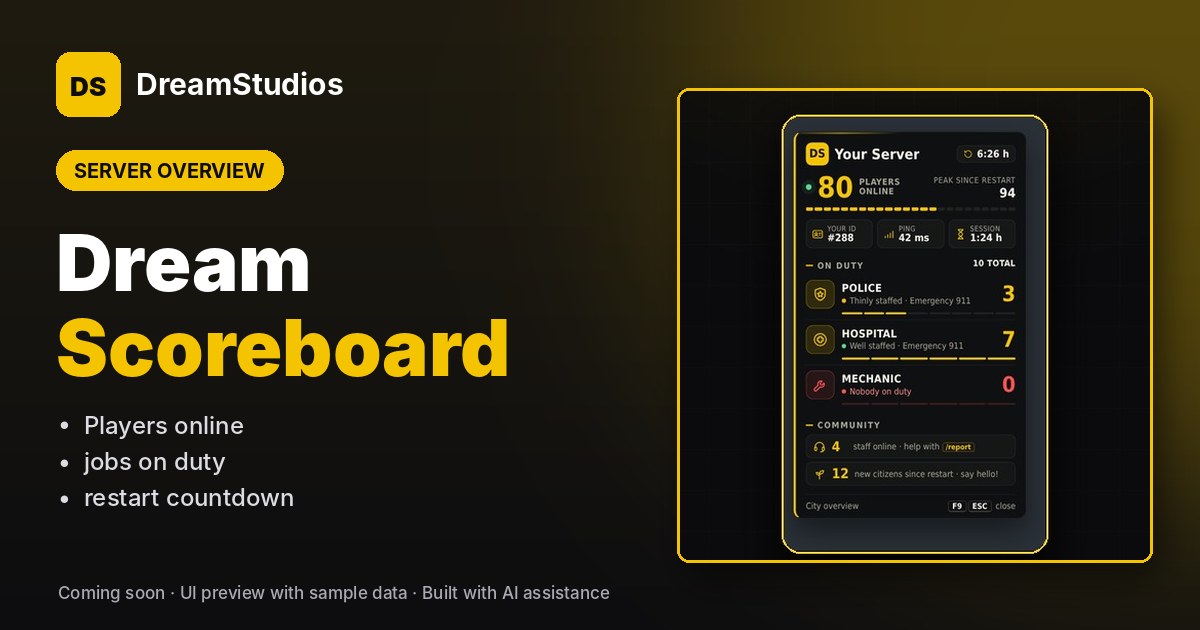 DS DreamStudios
SERVER OVERVIEW
Dream
Scoreboard
• Players online
• jobs on duty
• restart countdown
Coming soon · UI preview with sample data · Built with AI assistance
DS Your Server 6:26 h
80 PLAYERS ONLINE
PEAK SINCE RESTART
94
YOUR ID
#288
PING
42 ms
SESSION
1:24 h
ON DUTY 10 TOTAL
POLICE 3
Thinly staffed · Emergency 911
HOSPITAL 7
Well staffed · Emergency 911
MECHANIC 0
Nobody on duty
COMMUNITY
4 staff online · help with /report
12 new citizens since restart · say hello!
City overview F9 ESC close